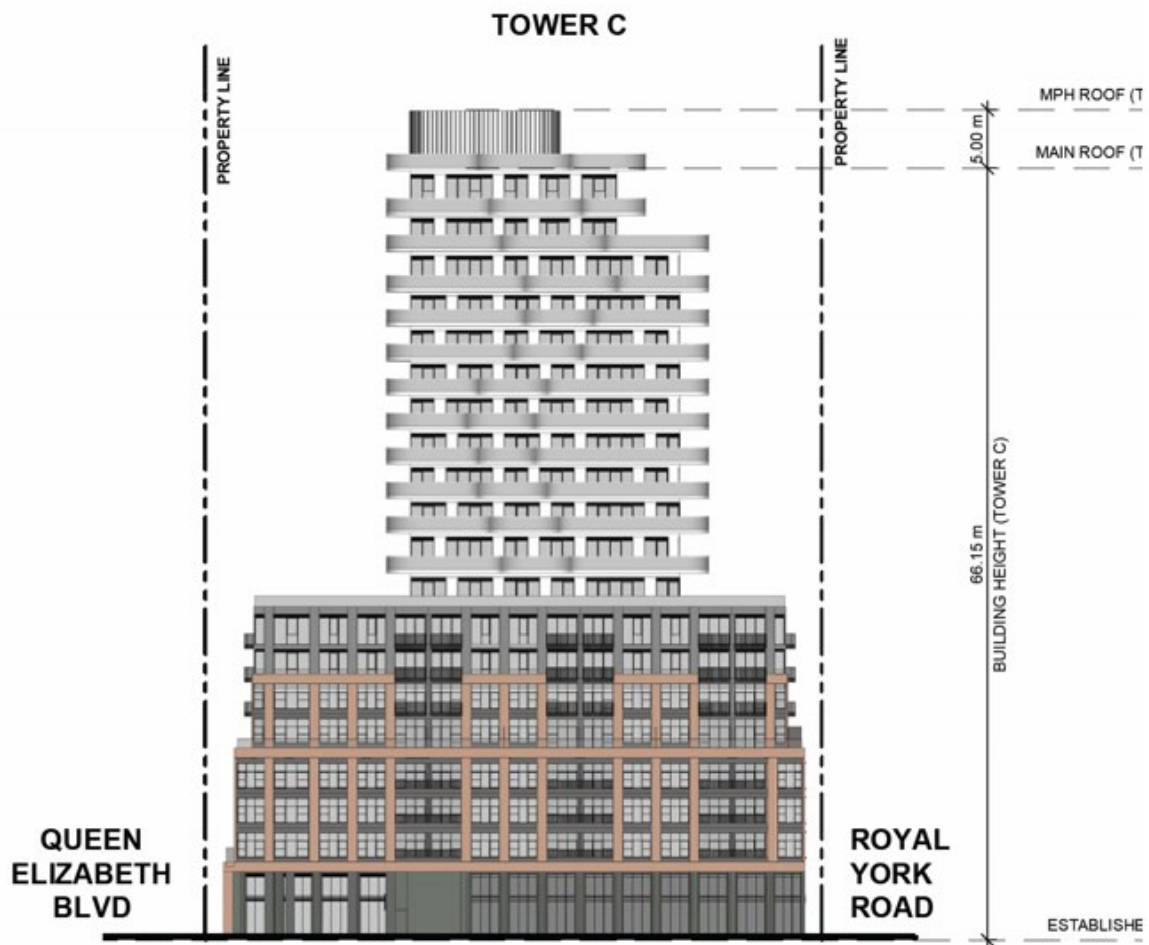 TOWER C
PROPERTY LINE
PROPERTY LINE
MPH ROOF (T
5.00 m
MAIN ROOF (T
66.15 m
BUILDING HEIGHT (TOWER C)
QUEEN
ELIZABETH
BLVD
ROYAL
YORK
ROAD
ESTABLISHE